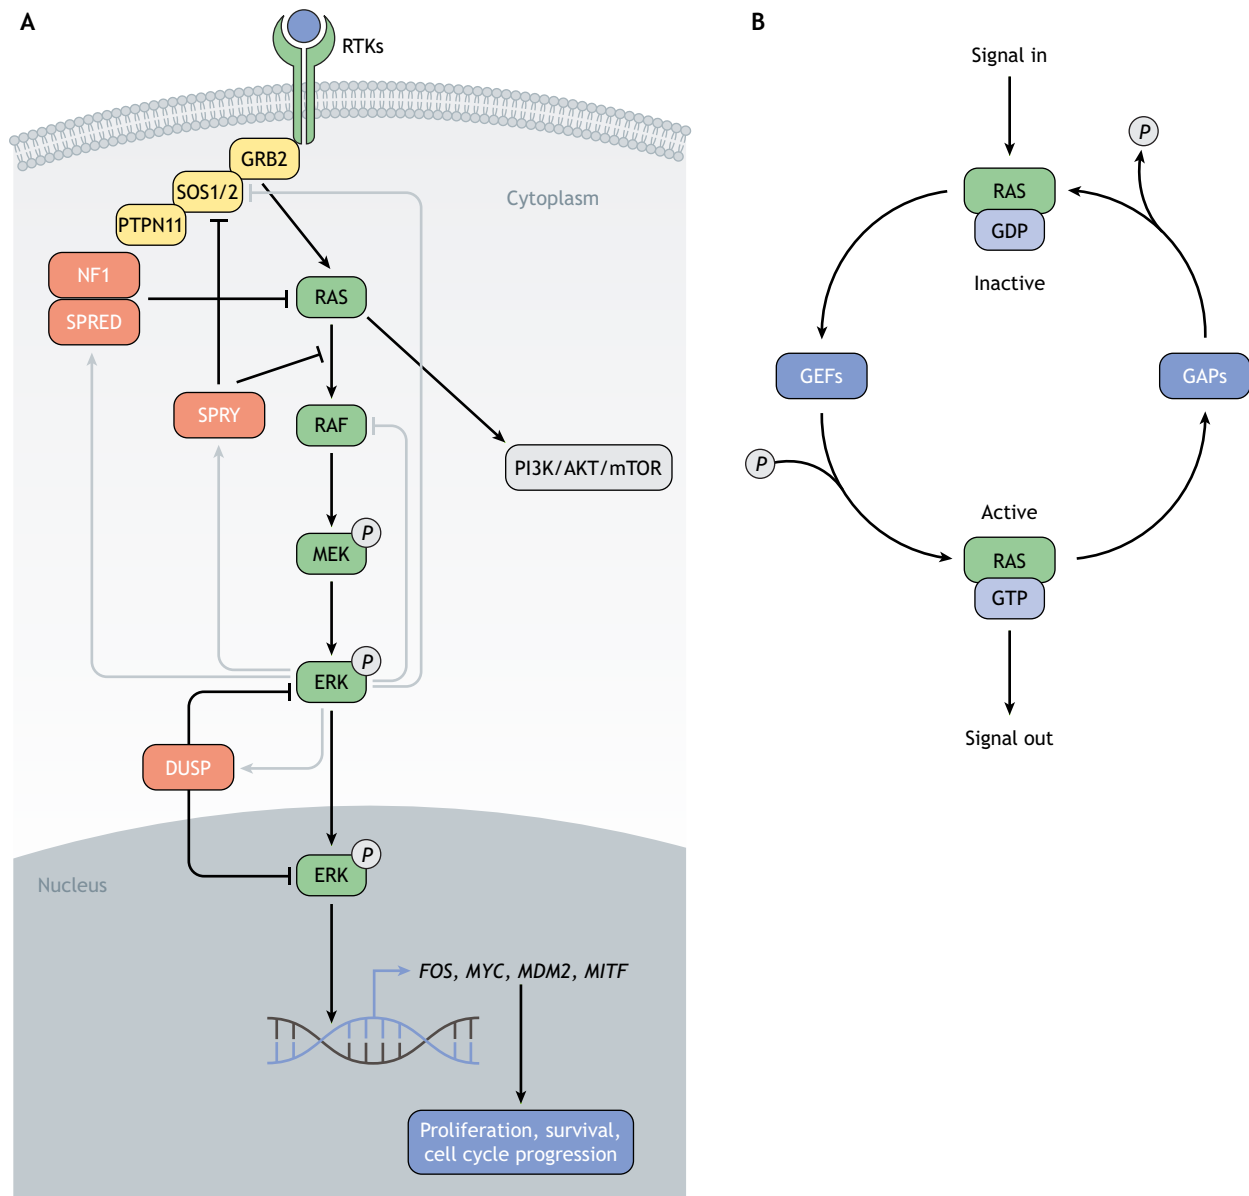 A
RTKs
GRB2
SOS1/2
PTPN11
Cytoplasm
NF1
SPRED
RAS
SPRY
RAF
PI3K/AKT/mTOR
MEK
P
ERK
P
DUSP
ERK
P
Nucleus
FOS, MYC, MDM2, MITF
Proliferation, survival,
cell cycle progression
B
Signal in
P
RAS
GDP
Inactive
GEFs
GAPs
P
Active
RAS
GTP
Signal out